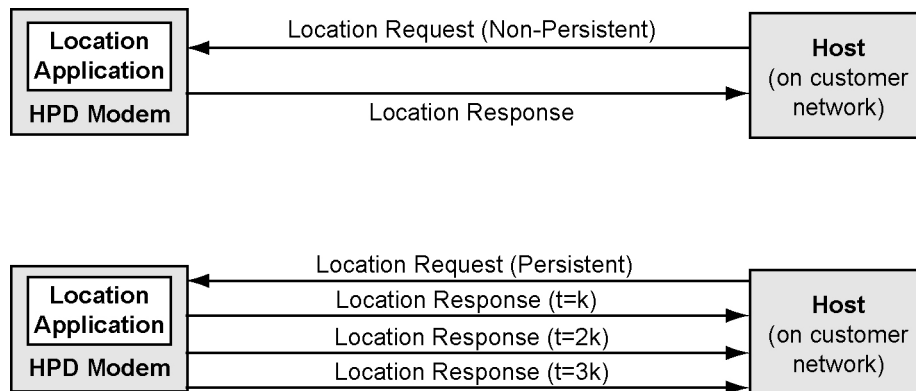 Location Request (Non-Persistent)
Location
Application
HPD Modem
Host
(on customer
network)
Location Response
Location Request (Persistent)
Location
Application
HPD Modem
Location Response (t=k)
Location Response (t=2k)
Location Response (t=3k)
Host
(on customer
network)